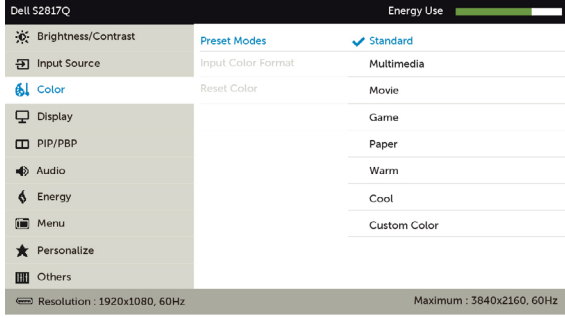 Dell S2817Q
Energy Use
Brightness/Contrast
Input Source
Color
Display
PIP/PBP
Audio
Energy
Menu
Personalize
Others
Preset Modes
Input Color Format
Reset Color
Standard
Multimedia
Movie
Game
Paper
Warm
Cool
Custom Color
Resolution : 1920x1080, 60Hz
Maximum : 3840x2160, 60Hz